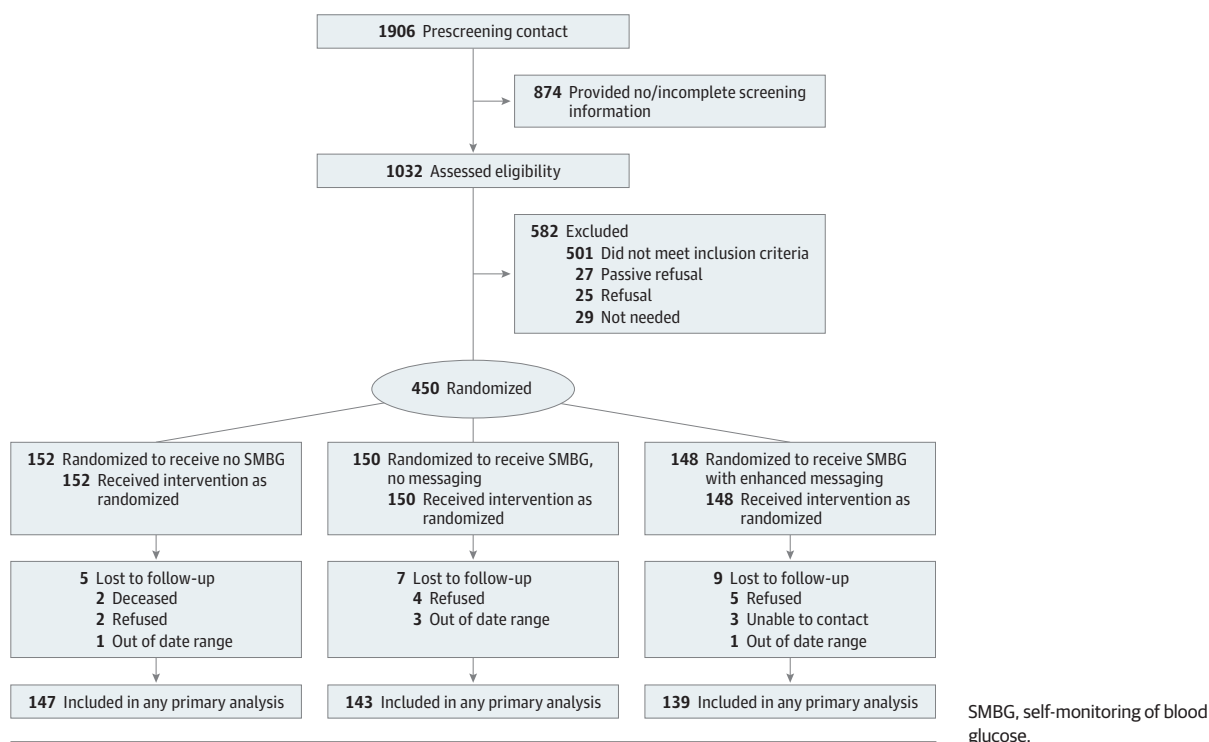 1906 Prescreening contact
874 Provided no/incomplete screening
information
1032 Assessed eligibility
582 Excluded
501 Did not meet inclusion criteria
27 Passive refusal
25 Refusal
29 Not needed
450 Randomized
152 Randomized to receive no SMBG
152 Received intervention as
randomized
150 Randomized to receive SMBG,
no messaging
150 Received intervention as
randomized
148 Randomized to receive SMBG
with enhanced messaging
148 Received intervention as
randomized
5 Lost to follow-up
2 Deceased
2 Refused
1 Out of date range
7 Lost to follow-up
4 Refused
3 Out of date range
9 Lost to follow-up
5 Refused
3 Unable to contact
1 Out of date range
147 Included in any primary analysis
143 Included in any primary analysis
139 Included in any primary analysis
SMBG, self-monitoring of blood
glucose.